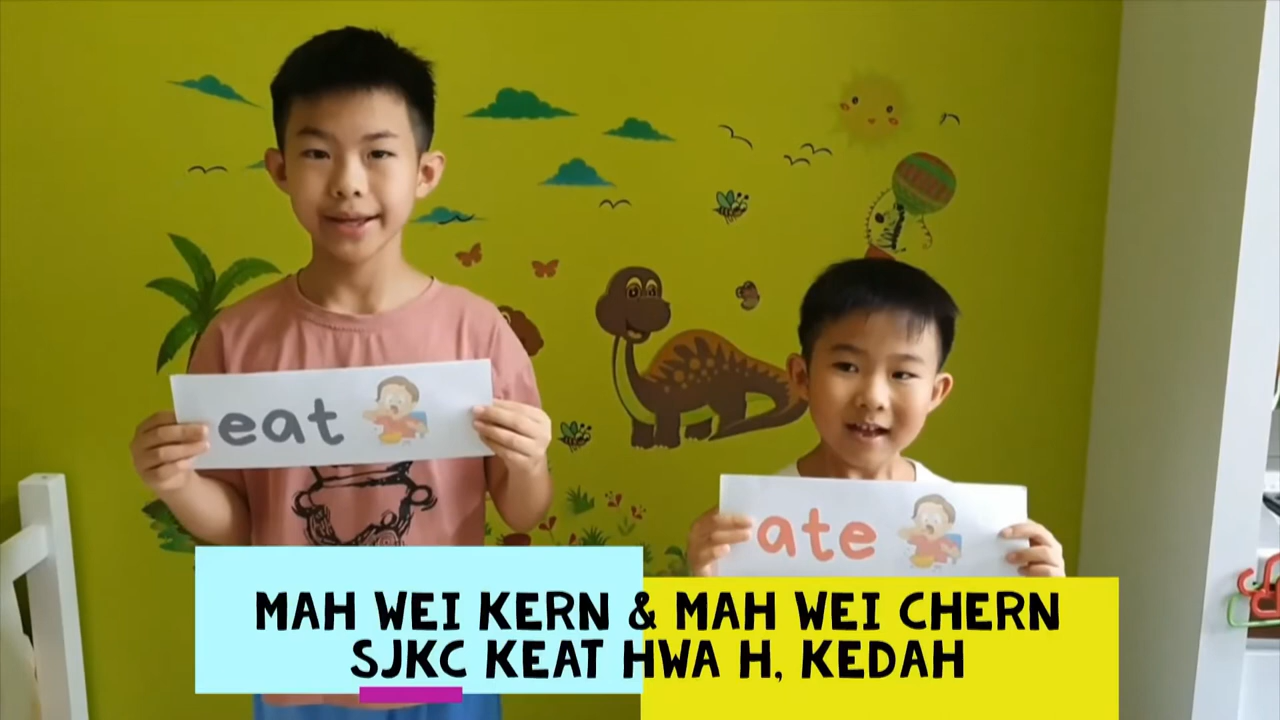 eat
ate
MAH WEI KERN & MAH WEI CHERN
SJKC KEAT HWA H, KEDAH